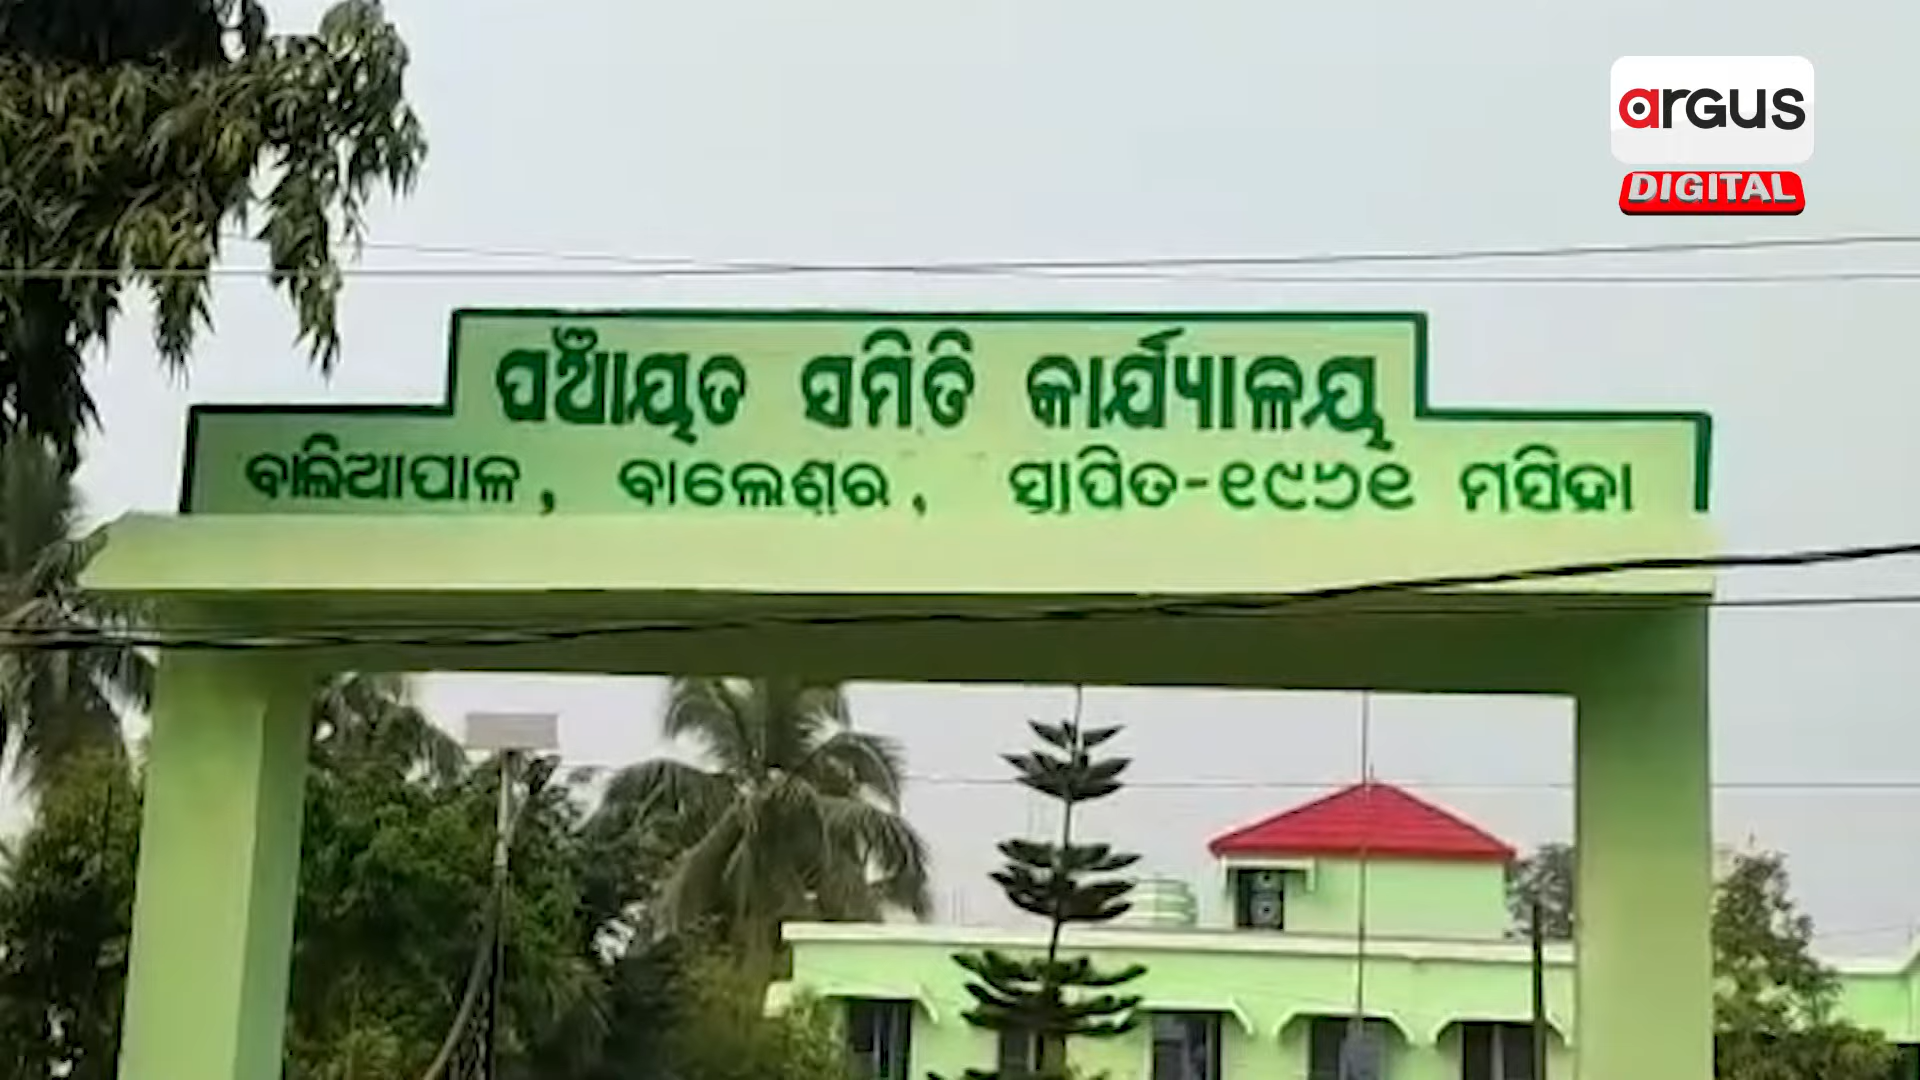 argus
DIGITAL
ପଞ୍ଚାୟତ ସମିତି କାର୍ଯ୍ୟାଳୟ
ବାଲିଆପାଳ, ବାଲେଶ୍ୱର, ସ୍ଥାପିତ-୧୯୬୧ ମସିହା